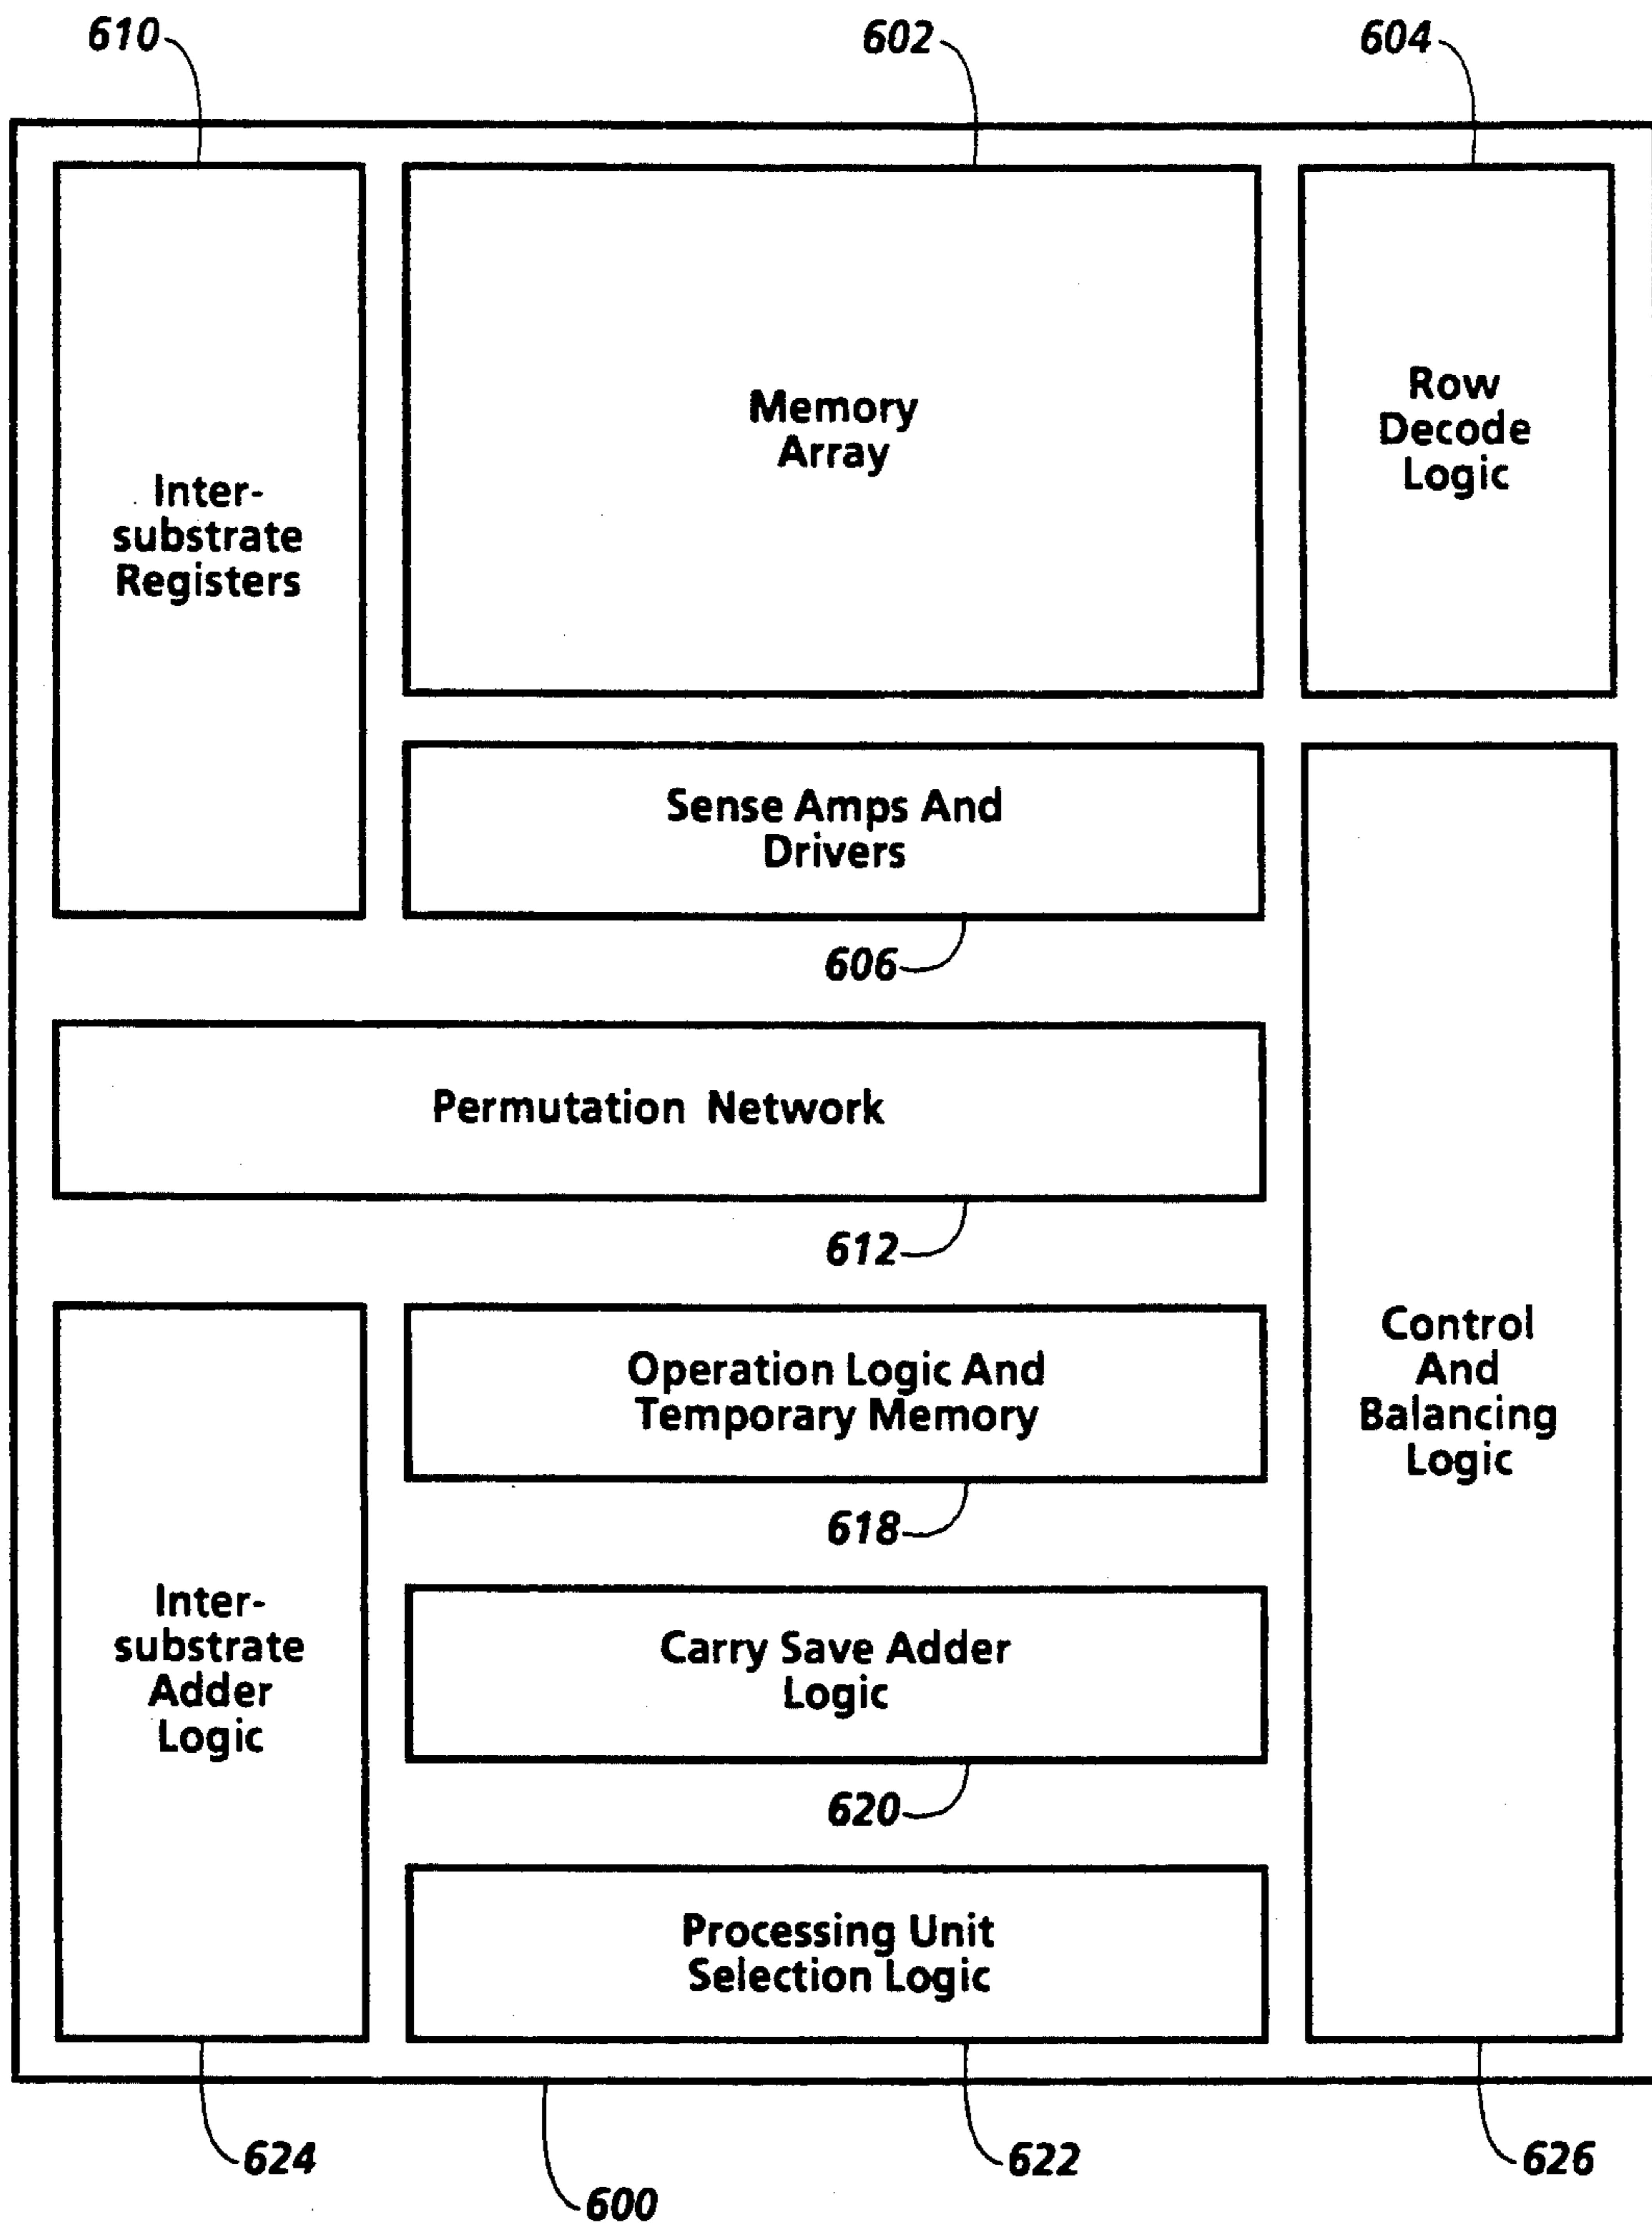 610
602
604
Inter-
substrate
Registers
Memory
Array
Row
Decode
Logic
Sense Amps And
Drivers
606
Permutation Network
612
Operation Logic And
Temporary Memory
618
Control
And
Balancing
Logic
Inter-
substrate
Adder
Logic
Carry Save Adder
Logic
620
Processing Unit
Selection Logic
624
622
626
600